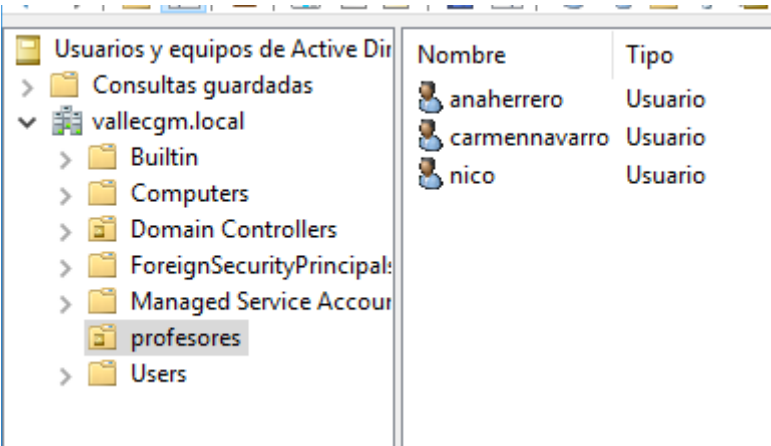 Usuarios y equipos de Active Dir
Consultas guardadas
vallecgm.local
Builtin
Computers
Domain Controllers
ForeignSecurityPrincipals
Managed Service Accour
profesores
Users
Nombre Tipo
anaherrero Usuario
carmennavarro Usuario
nico Usuario